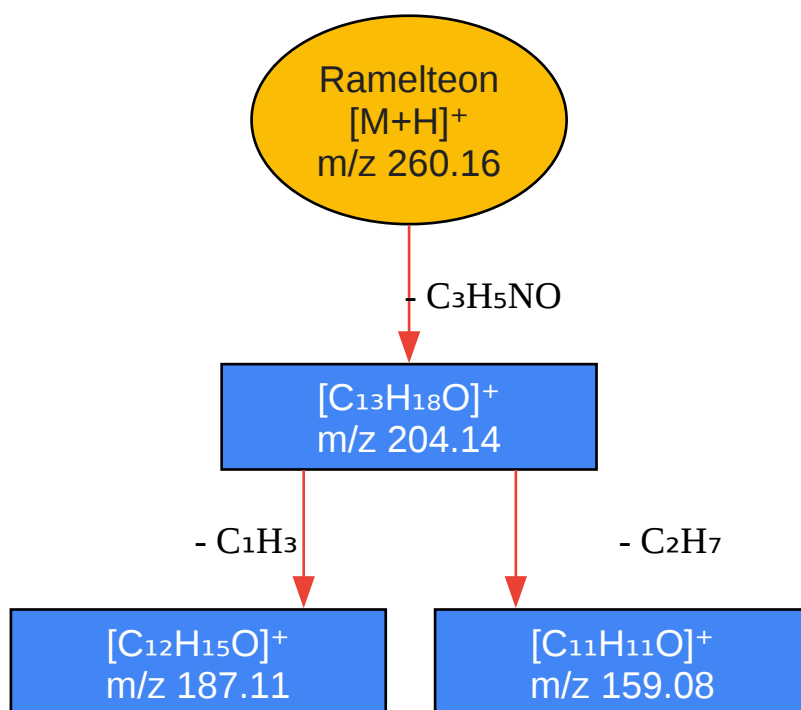 Ramelteon
[M+H]⁺
m/z 260.16
- C₃H₅NO
[C₁₃H₁₈O]⁺
m/z 204.14
- C₁H₃
- C₂H₇
[C₁₂H₁₅O]⁺
m/z 187.11
[C₁₁H₁₁O]⁺
m/z 159.08